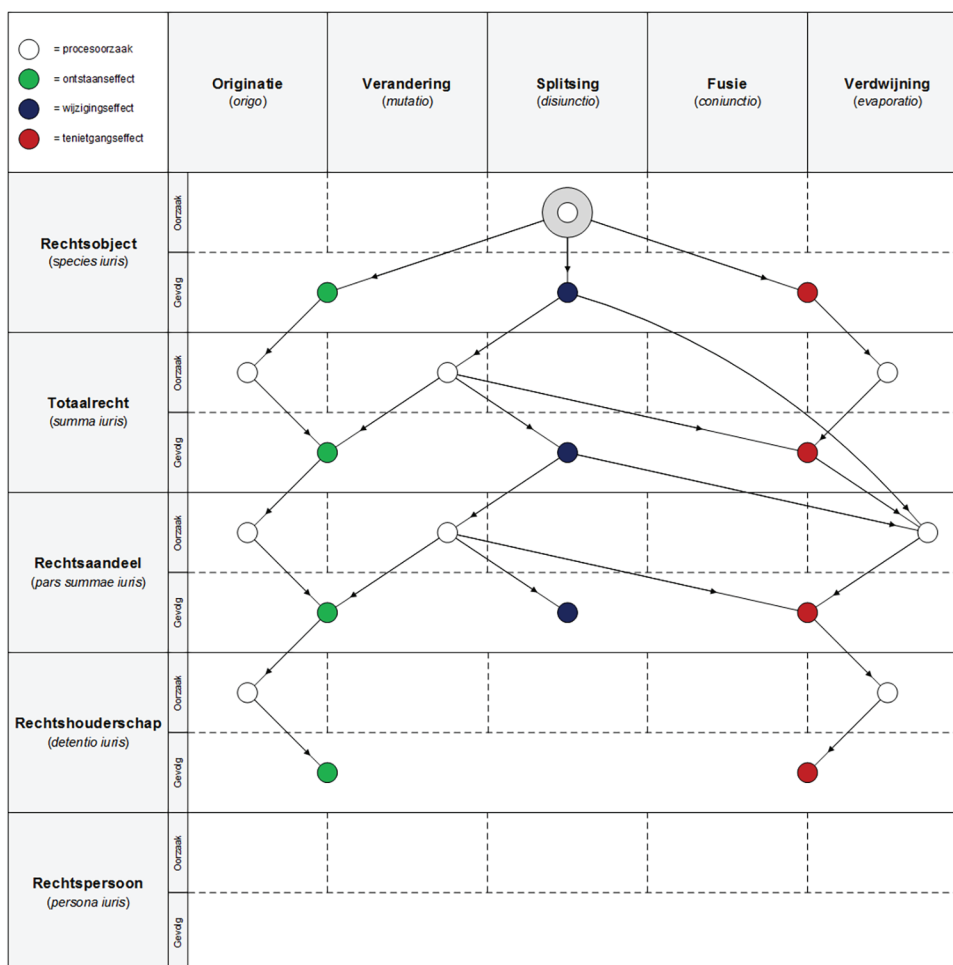 = procesoorzaak
= ontstaanseffect
= wijzigingseffect
= tenietgangseffect
Originatie
(origo)
Verandering
(mutatio)
Splitsing
(disiunctio)
Fusie
(coniunctio)
Verdwijning
(evaporatio)
Rechtsobject
(species iuris)
Oorzaak
Gevolg
Totaalrecht
(summa iuris)
Oorzaak
Gevolg
Rechtsaandeel
(pars summae iuris)
Oorzaak
Gevolg
Rechtshouderschap
(detentio iuris)
Oorzaak
Gevolg
Rechtspersoon
(persona iuris)
Oorzaak
Gevolg